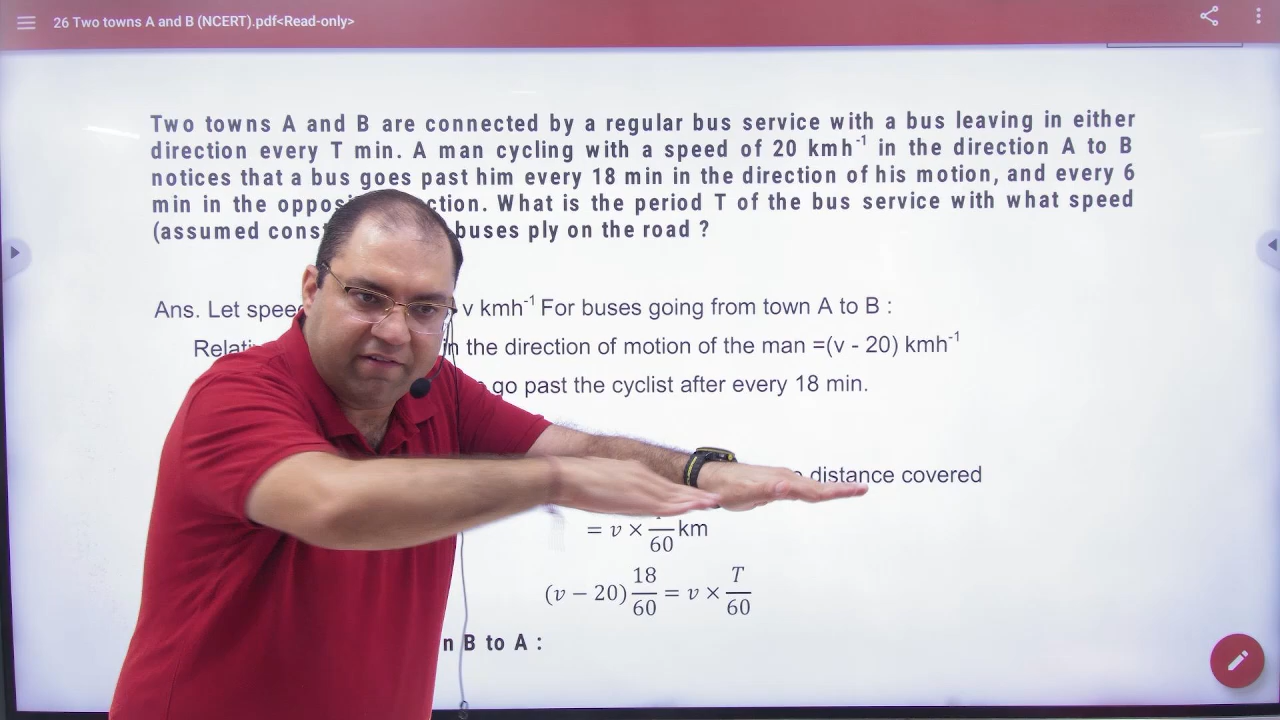 26 Two towns A and B (NCERT).pdf<Read-only>
Two towns A and B are connected by a regular bus service with a bus leaving in either
direction every T min. A man cycling with a speed of 20 kmh⁻¹ in the direction A to B
notices that a bus goes past him every 18 min in the direction of his motion, and every 6
min in the ction. What is the period T of the bus service with what speed
(assumed buses ply on the road ?
Ans. Let v kmh⁻¹ For buses going from town A to B :
in the direction of motion of the man =(v - 20) kmh⁻¹
go past the cyclist after every 18 min.
distance covered
= v × /60 km
(v − 20) 18/60 = v × T/60
B to A :